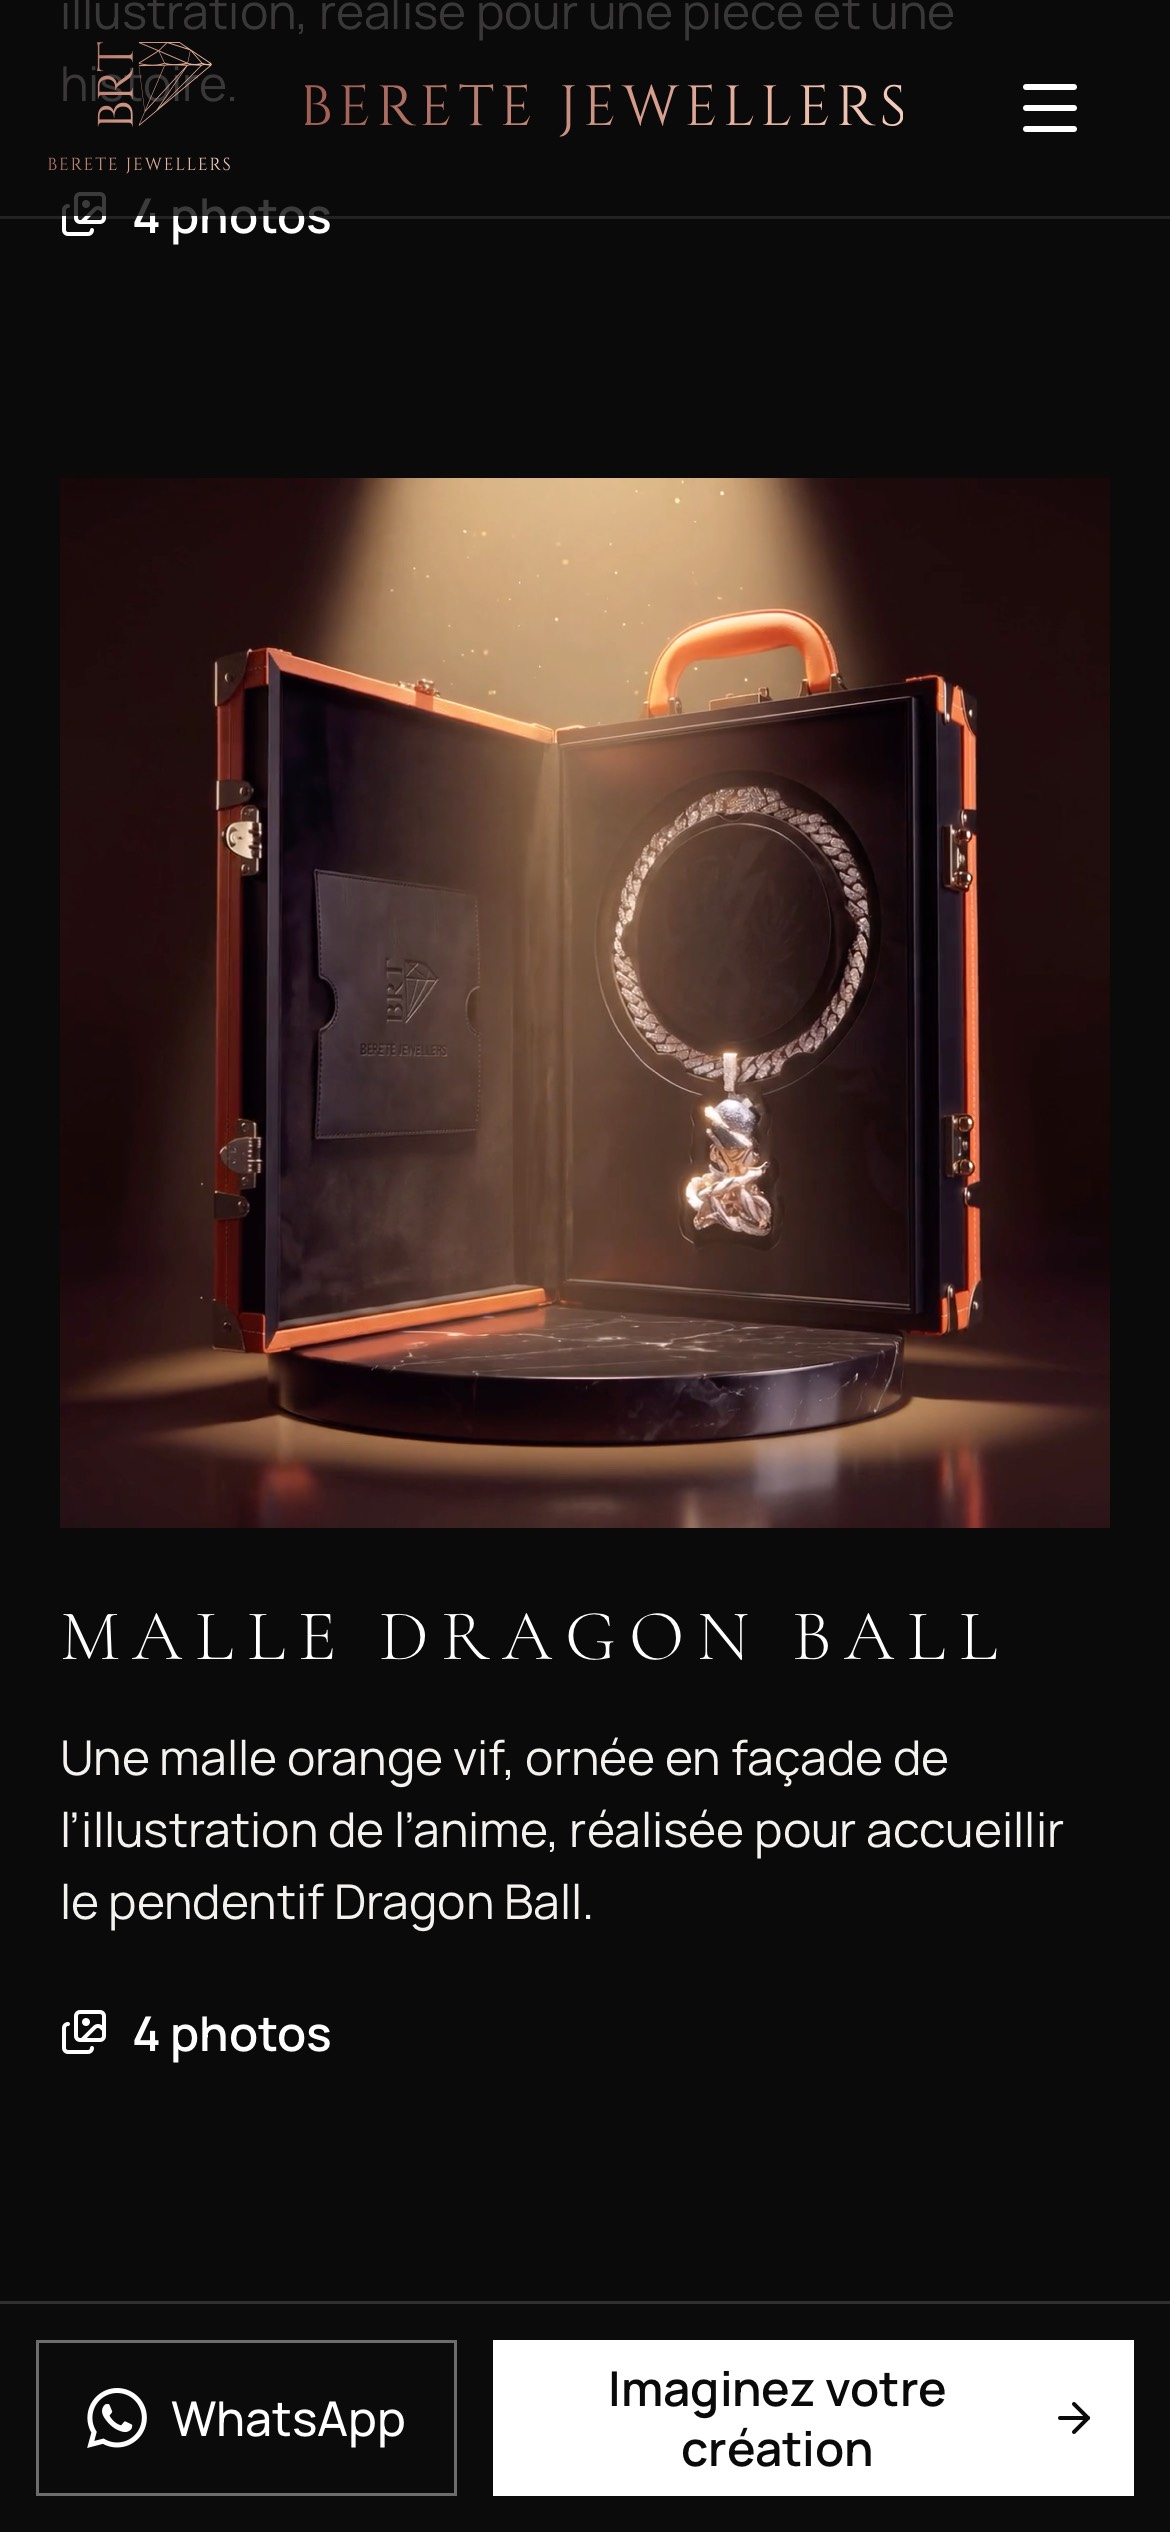 illustration, réalisé pour une pièce et une
histoire.
BRT
BERETE JEWELLERS
BERETE JEWELLERS
4 photos
BRT
BERETE JEWELLERS
MALLE DRAGON BALL
Une malle orange vif, ornée en façade de
l’illustration de l’anime, réalisée pour accueillir
le pendentif Dragon Ball.
4 photos
WhatsApp
Imaginez votre
création